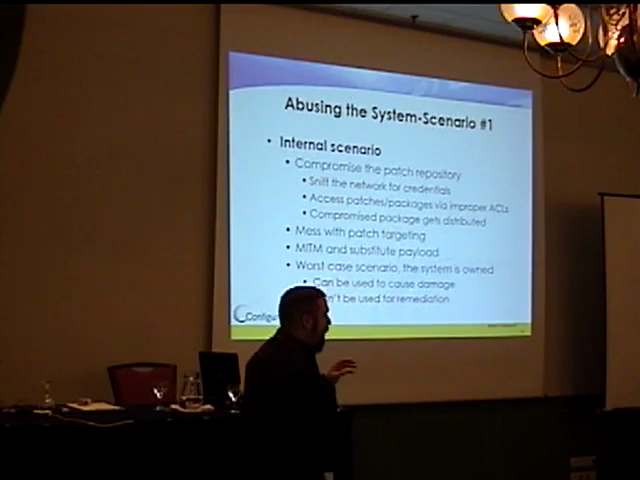 Abusing the System-Scenario #1
• Internal scenario
• Compromise the patch repository
• Sniff the network for credentials
• Access patches/packages via improper ACLs
• Compromised package gets distributed
• Mess with patch targeting
• MITM and substitute payload
• Worst case scenario, the system is owned
• Can be used to cause damage
n't be used for remediation
Configu